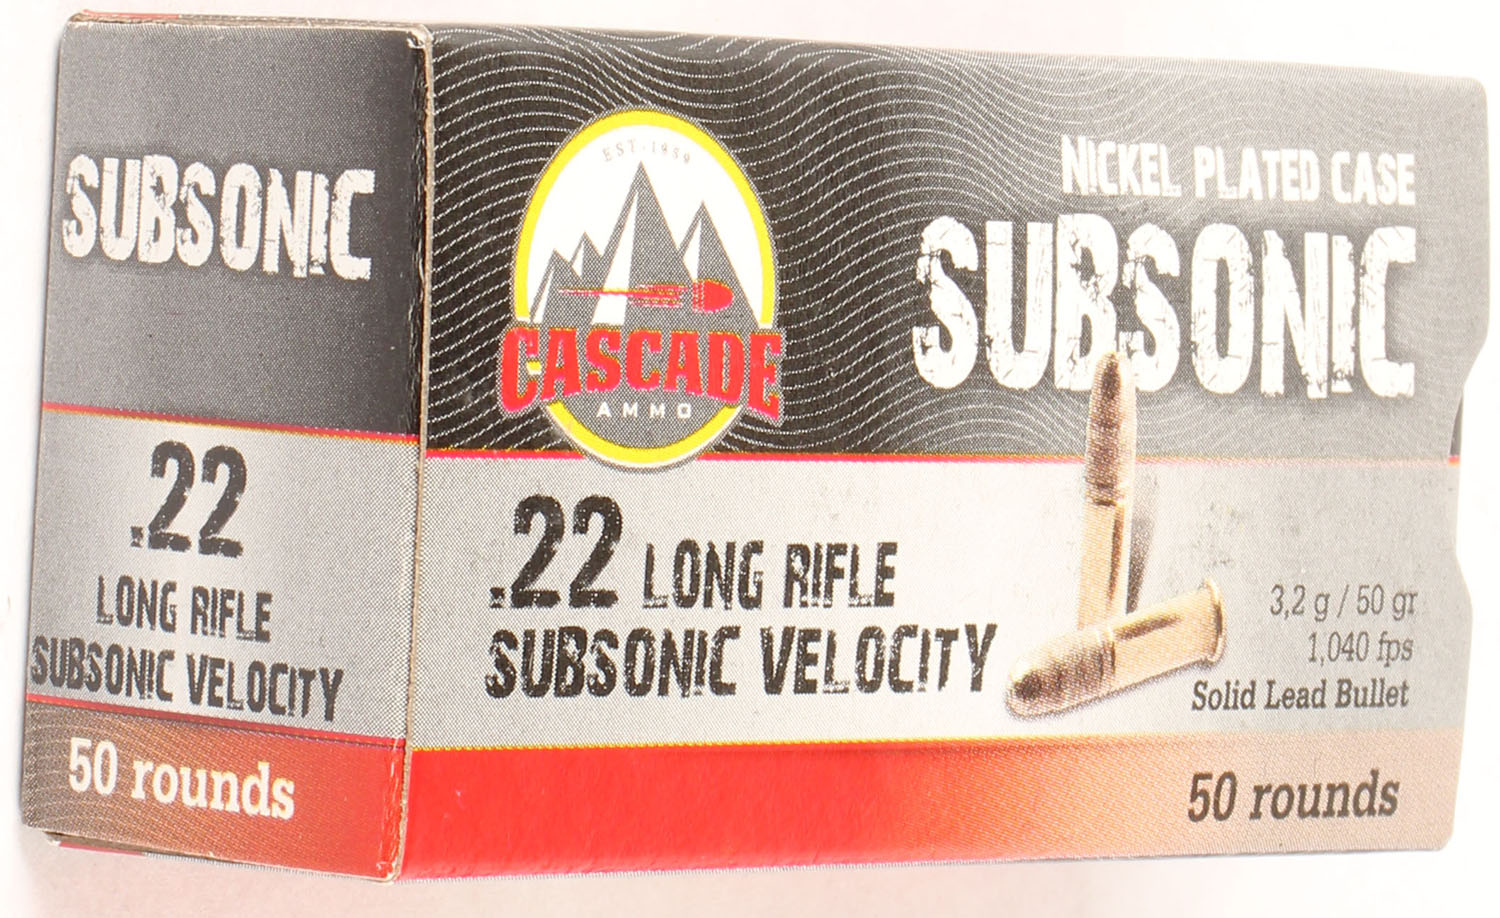 SUBSONIC
.22
LONG RIFLE
SUBSONIC VELOCITY
50 rounds
EST. 1939
CASCADE
AMMO
NICKEL PLATED CASE
SUBSONIC
.22 LONG RIFLE
SUBSONIC VELOCITY
3,2 g / 50 gr
1,040 fps
Solid Lead Bullet
50 rounds